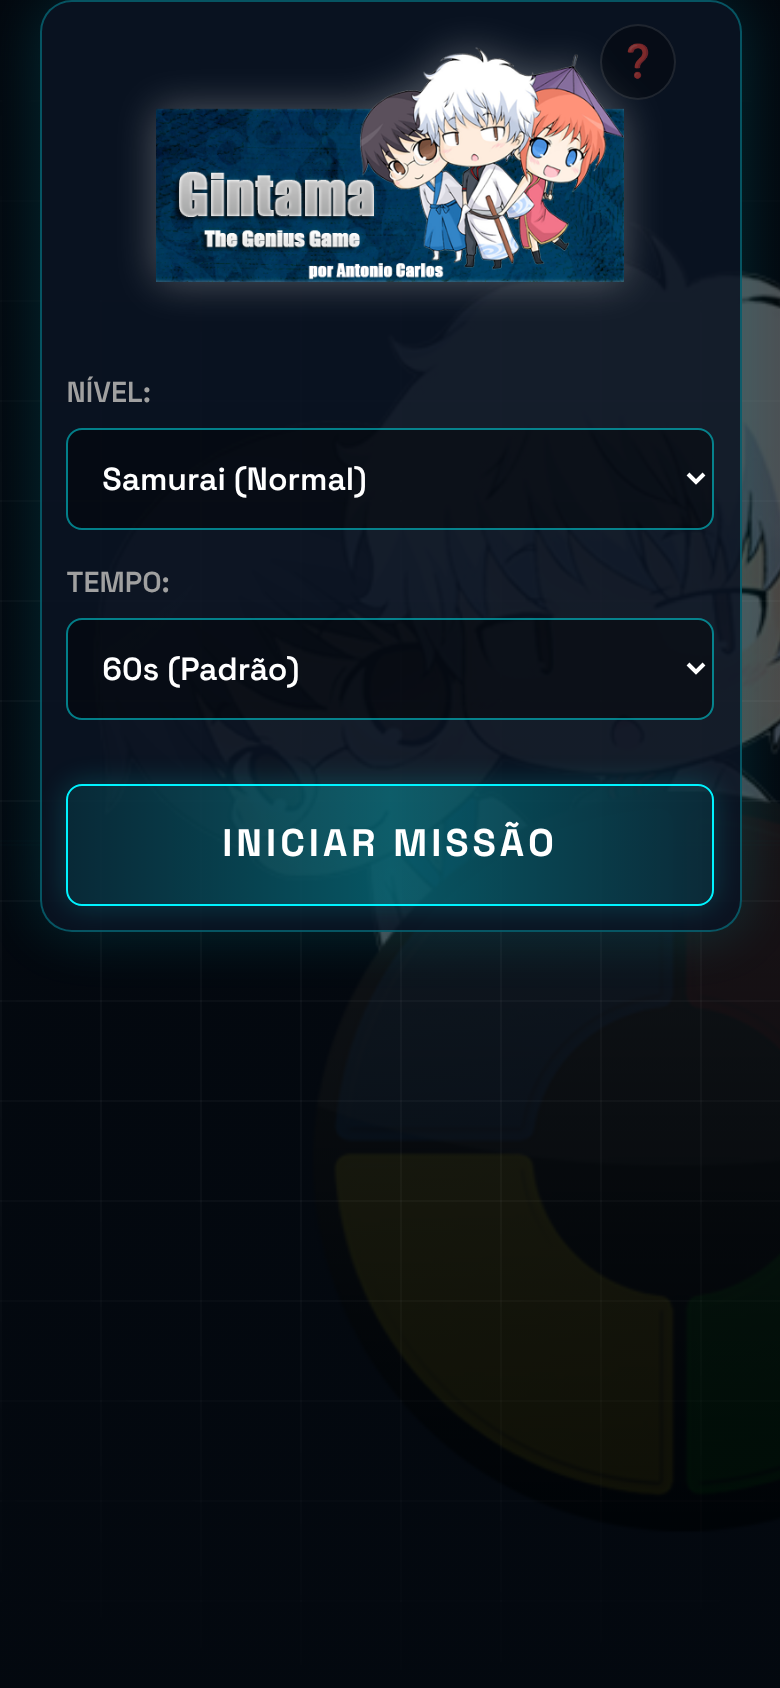 ❓
Gintama
The Genius Game
por Antonio Carlos
NÍVEL:
Samurai (Normal)
TEMPO:
60s (Padrão)
INICIAR MISSÃO